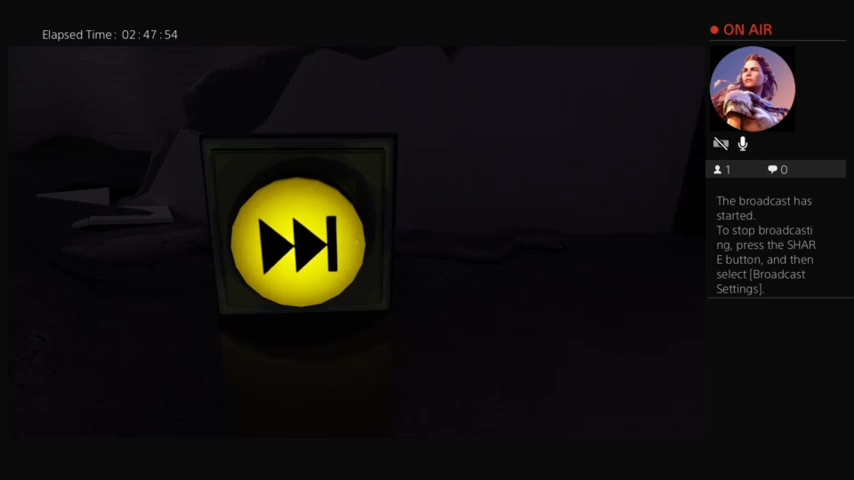 Elapsed Time: 02:47:54
ON AIR
1
0
The broadcast has
started.
To stop broadcasti
ng, press the SHAR
E button, and then
select [Broadcast
Settings].